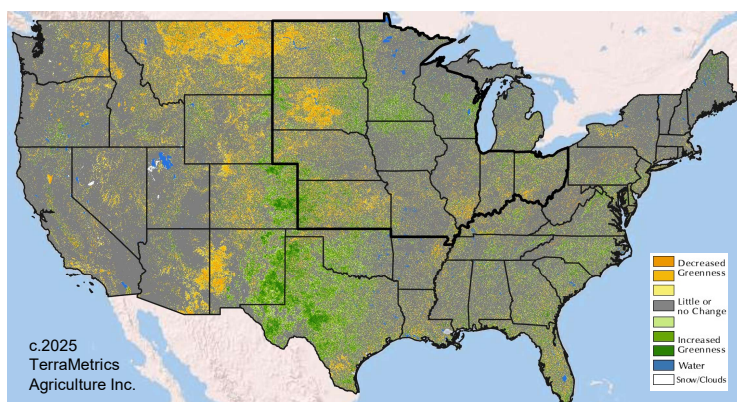 Decreased
Greenness
Little or
no Change
Increased
Greenness
Water
Snow/Clouds
c.2025
TerraMetrics
Agriculture Inc.